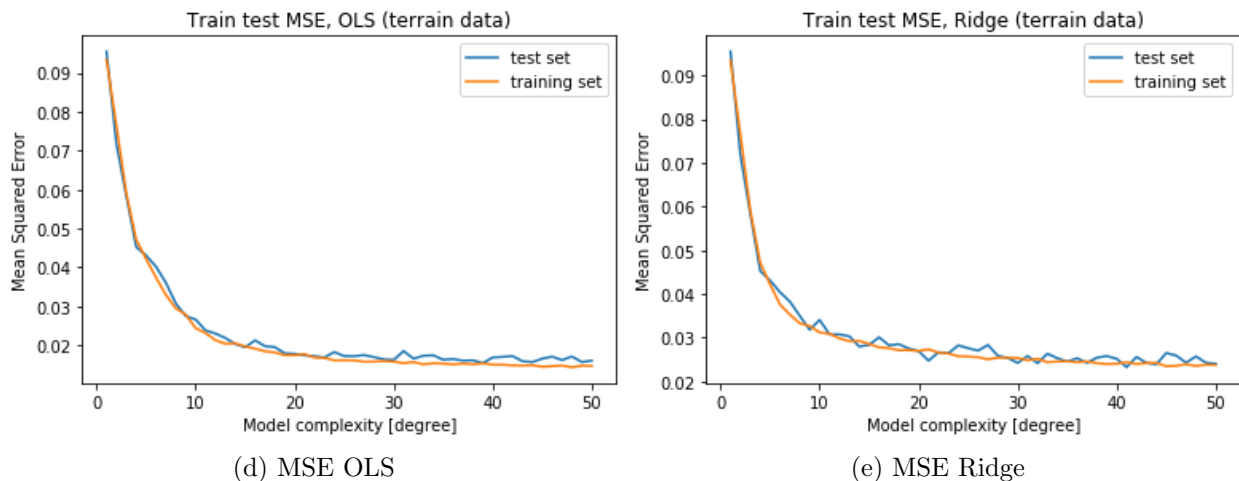 Train test MSE, OLS (terrain data)
test set
training set
0.09
0.08
0.07
0.06
0.05
0.04
0.03
0.02
Mean Squared Error
0 10 20 30 40 50
Model complexity [degree]
(d) MSE OLS
Train test MSE, Ridge (terrain data)
test set
training set
0.09
0.08
0.07
0.06
0.05
0.04
0.03
0.02
Mean Squared Error
0 10 20 30 40 50
Model complexity [degree]
(e) MSE Ridge